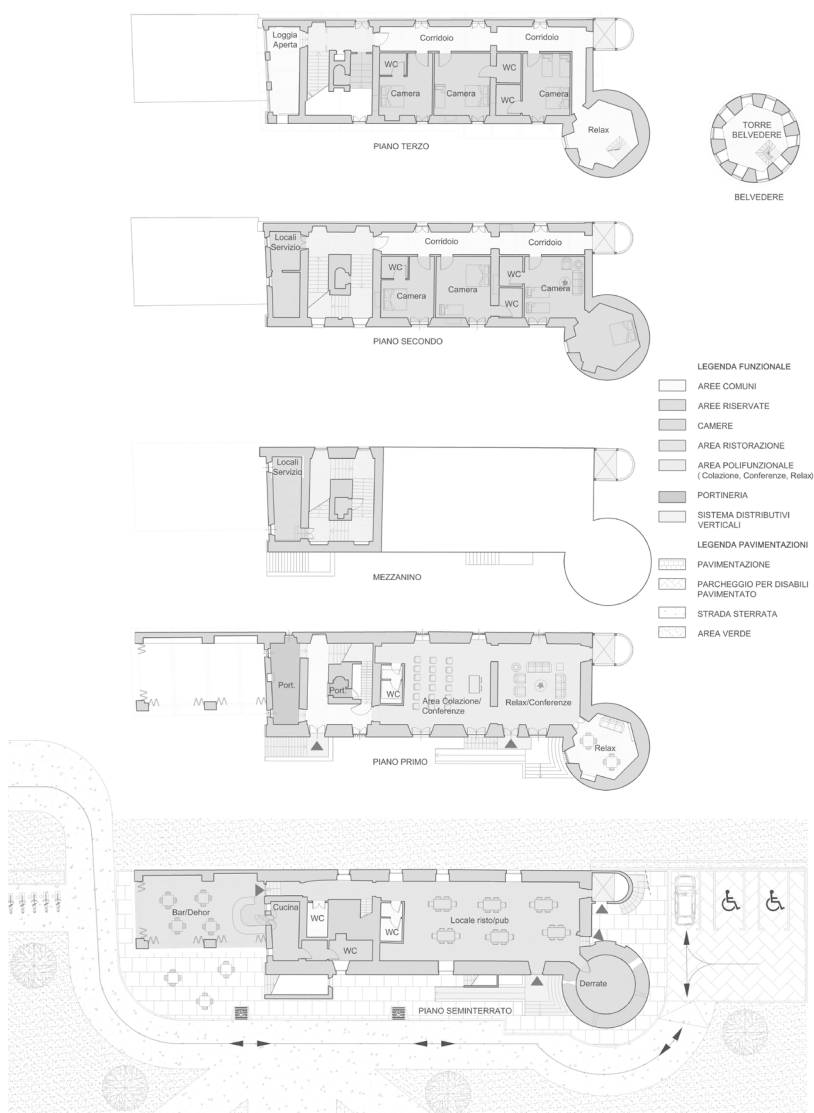 Loggia
Aperta
Corridoio
Corridoio
WC
WC
WC
Camera
Camera
Camera
Relax
PIANO TERZO
TORRE
BELVEDERE
BELVEDERE
Locali
Servizio
Corridoio
Corridoio
WC
WC
WC
Camera
Camera
Camera
PIANO SECONDO
LEGENDA FUNZIONALE
AREE COMUNI
AREE RISERVATE
CAMERE
AREA RISTORAZIONE
AREA POLIFUNZIONALE
( Colazione, Conferenze, Relax)
PORTINERIA
SISTEMA DISTRIBUTIVI
VERTICALI
LEGENDA PAVIMENTAZIONI
PAVIMENTAZIONE
PARCHEGGIO PER DISABILI
PAVIMENTATO
STRADA STERRATA
AREA VERDE
Locali
Servizio
MEZZANINO
Port.
Port.
WC
Area Colazione/
Conferenze
Relax/Conferenze
Relax
PIANO PRIMO
Bar/Dehor
Cucina
WC
WC
WC
Locale risto/pub
Derrate
PIANO SEMINTERRATO